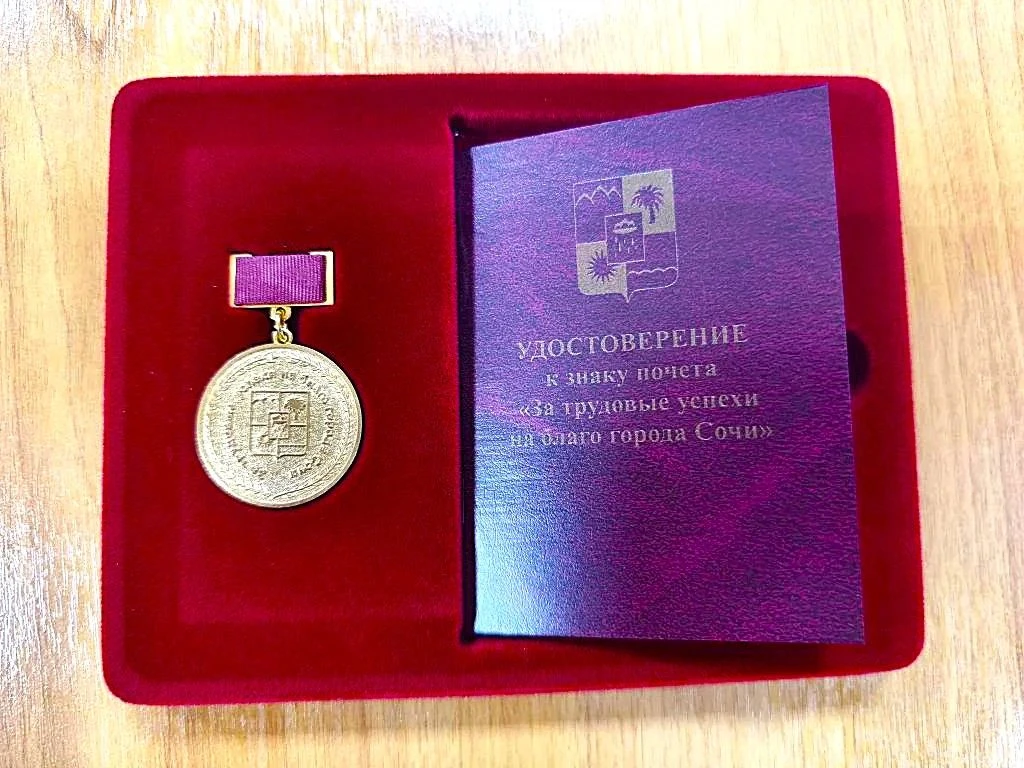 УДОСТОВЕРЕНИЕ
к знаку почета
«За трудовые успехи
на благо города Сочи»